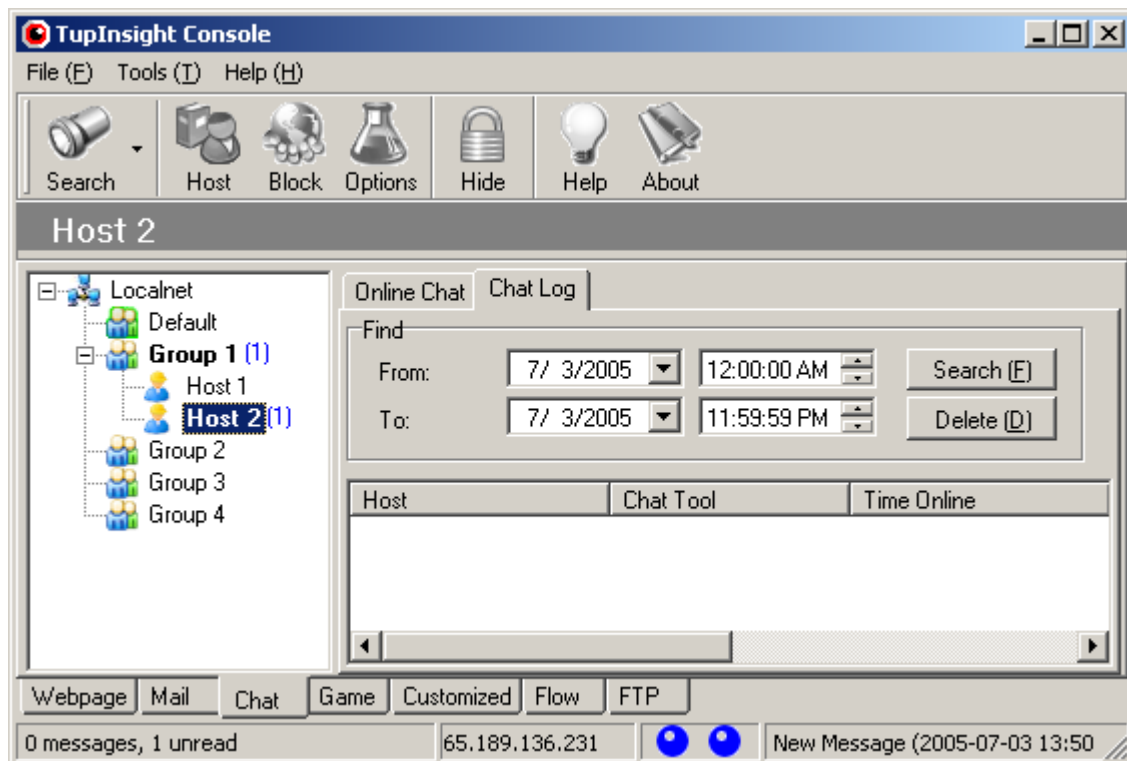 TupInsight Console
File (F) Tools (T) Help (H)
Search Host Block Options Hide Help About
Host 2
Localnet
Default
Group 1 (1)
Host 1
Host 2 (1)
Group 2
Group 3
Group 4
Online Chat Chat Log
Find
From: 7/ 3/2005 12:00:00 AM Search (F)
To: 7/ 3/2005 11:59:59 PM Delete (D)
Host Chat Tool Time Online
Webpage Mail Chat Game Customized Flow FTP
0 messages, 1 unread 65.189.136.231 New Message (2005-07-03 13:50